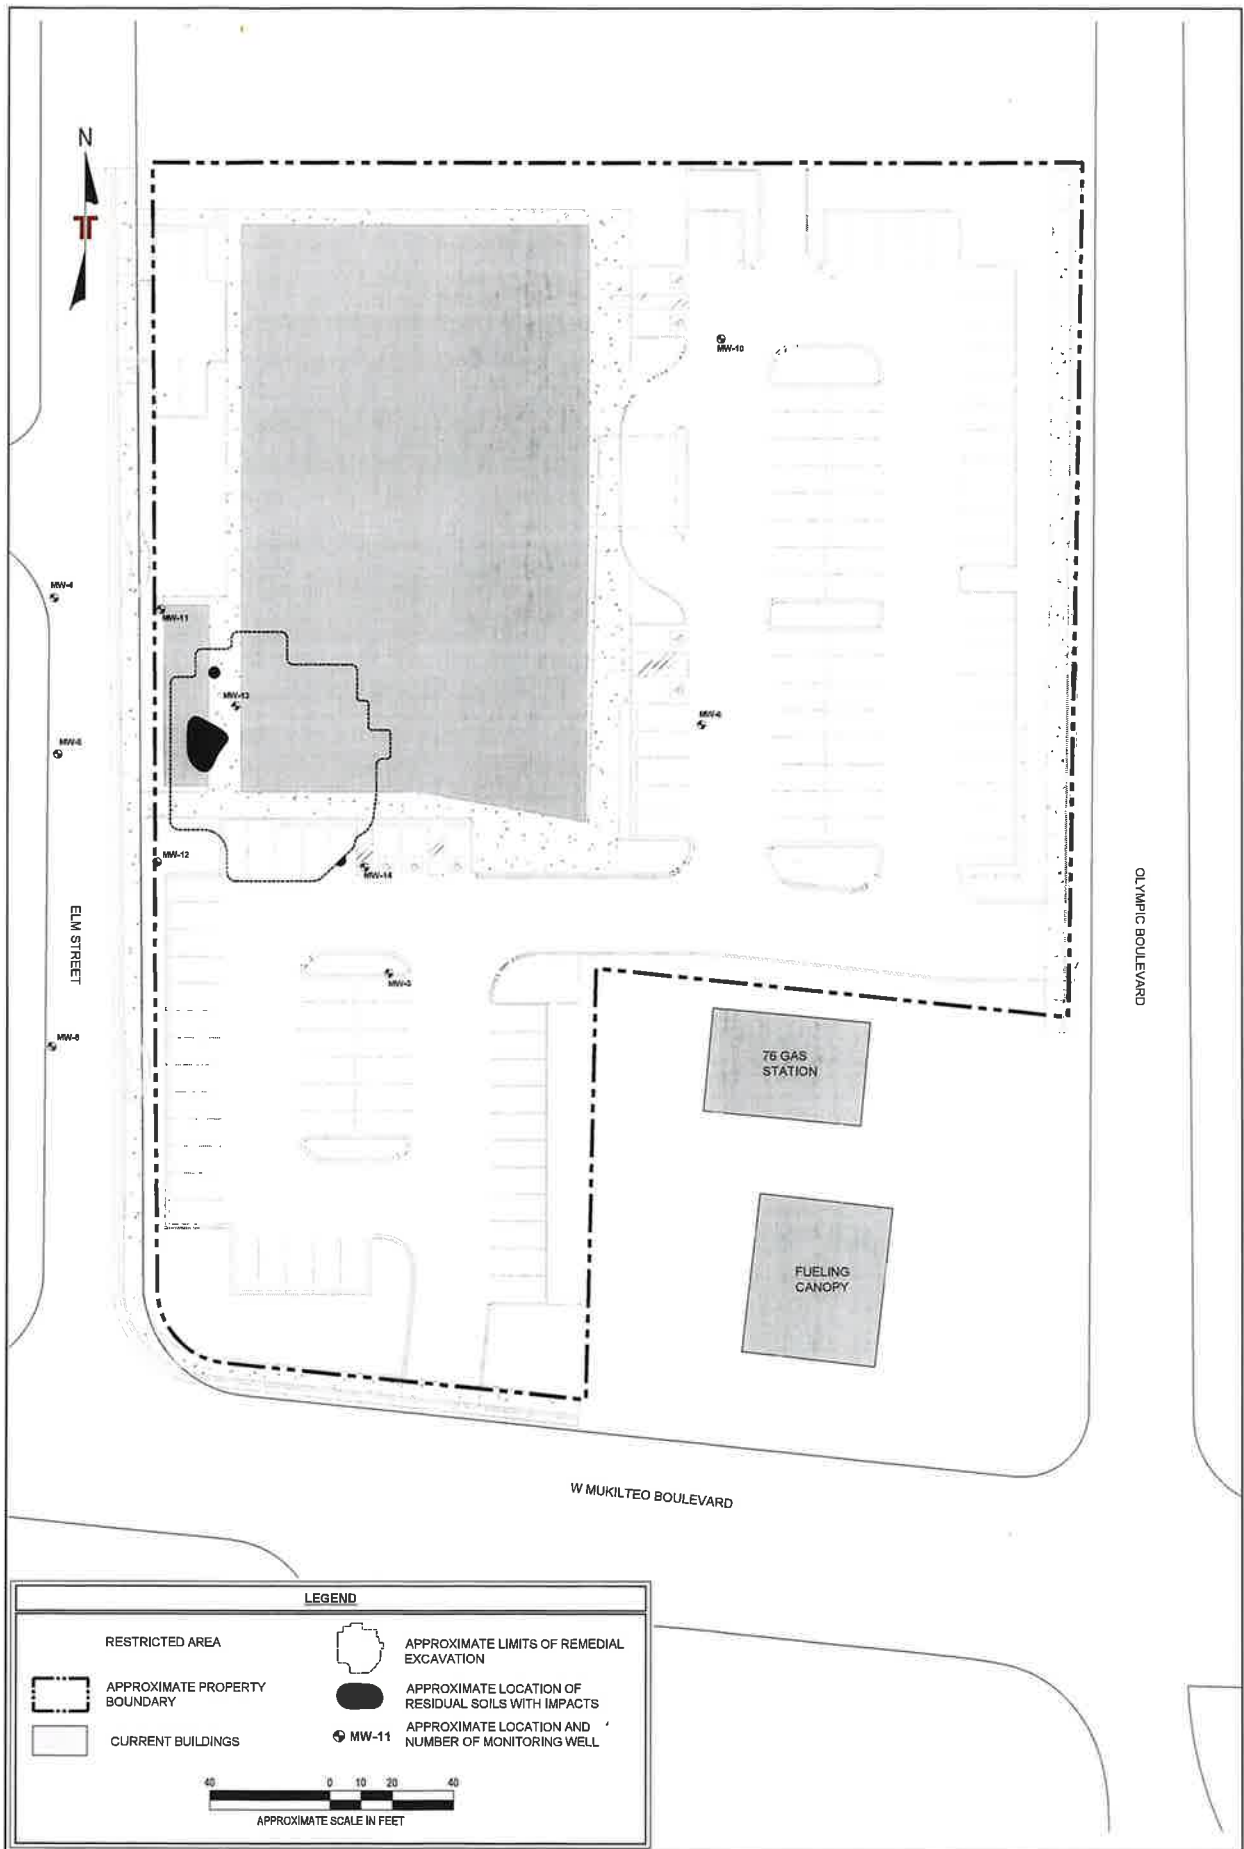 N
MW-10
MW-4
MW-11
MW-13
MW-5
MW-6
MW-12
MW-14
ELM STREET
OLYMPIC BOULEVARD
MW-3
MW-8
76 GAS
STATION
FUELING
CANOPY
W MUKILTEO BOULEVARD
LEGEND
RESTRICTED AREA
APPROXIMATE LIMITS OF REMEDIAL
EXCAVATION
APPROXIMATE PROPERTY
BOUNDARY
APPROXIMATE LOCATION OF
RESIDUAL SOILS WITH IMPACTS
CURRENT BUILDINGS
MW-11
APPROXIMATE LOCATION AND
NUMBER OF MONITORING WELL
40 0 10 20 40
APPROXIMATE SCALE IN FEET